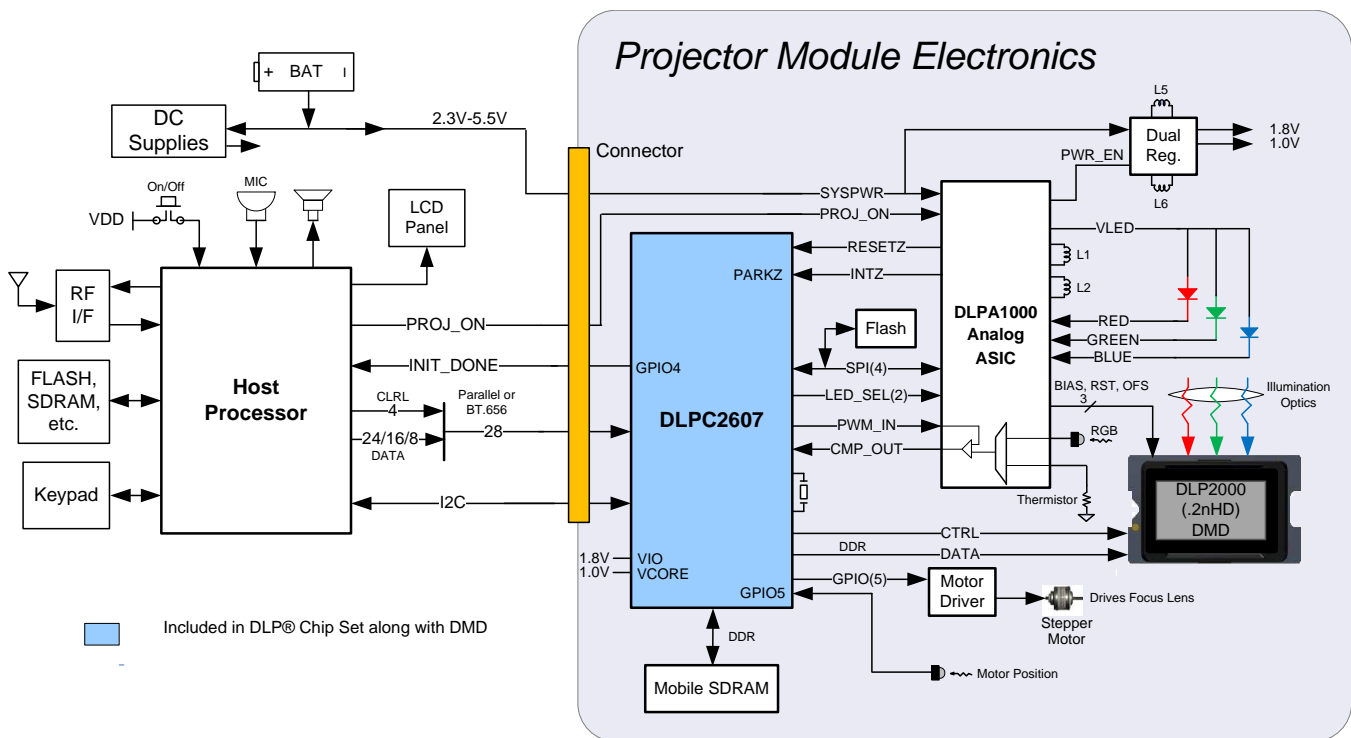 Projector Module Electronics
+ BAT
DC
Supplies
2.3V-5.5V
Connector
L5
Dual
Reg.
1.8V
1.0V
PWR_EN
L6
On/Off
MIC
VDD
LCD
Panel
SYSPWR
PROJ_ON
VLED
RESETZ
PARKZ
INTZ
L1
L2
RF
I/F
DLPA1000
Analog
ASIC
Flash
PROJ_ON
RED
GREEN
BLUE
INIT_DONE
GPIO4
SPI(4)
FLASH,
SDRAM,
etc.
Host
Processor
CLRL
4
Parallel or
BT.656
28
24/16/8
DATA
DLPC2607
LED_SEL(2)
BIAS, RST, OFS
3
Illumination
Optics
PWM_IN
CMP_OUT
RGB
Keypad
I2C
Thermistor
DLP2000
(.2nHD)
DMD
CTRL
DDR
DATA
1.8V
VIO
1.0V
VCORE
GPIO(5)
GPIO5
Motor
Driver
Drives Focus Lens
Stepper
Motor
Included in DLP® Chip Set along with DMD
DDR
Mobile SDRAM
Motor Position